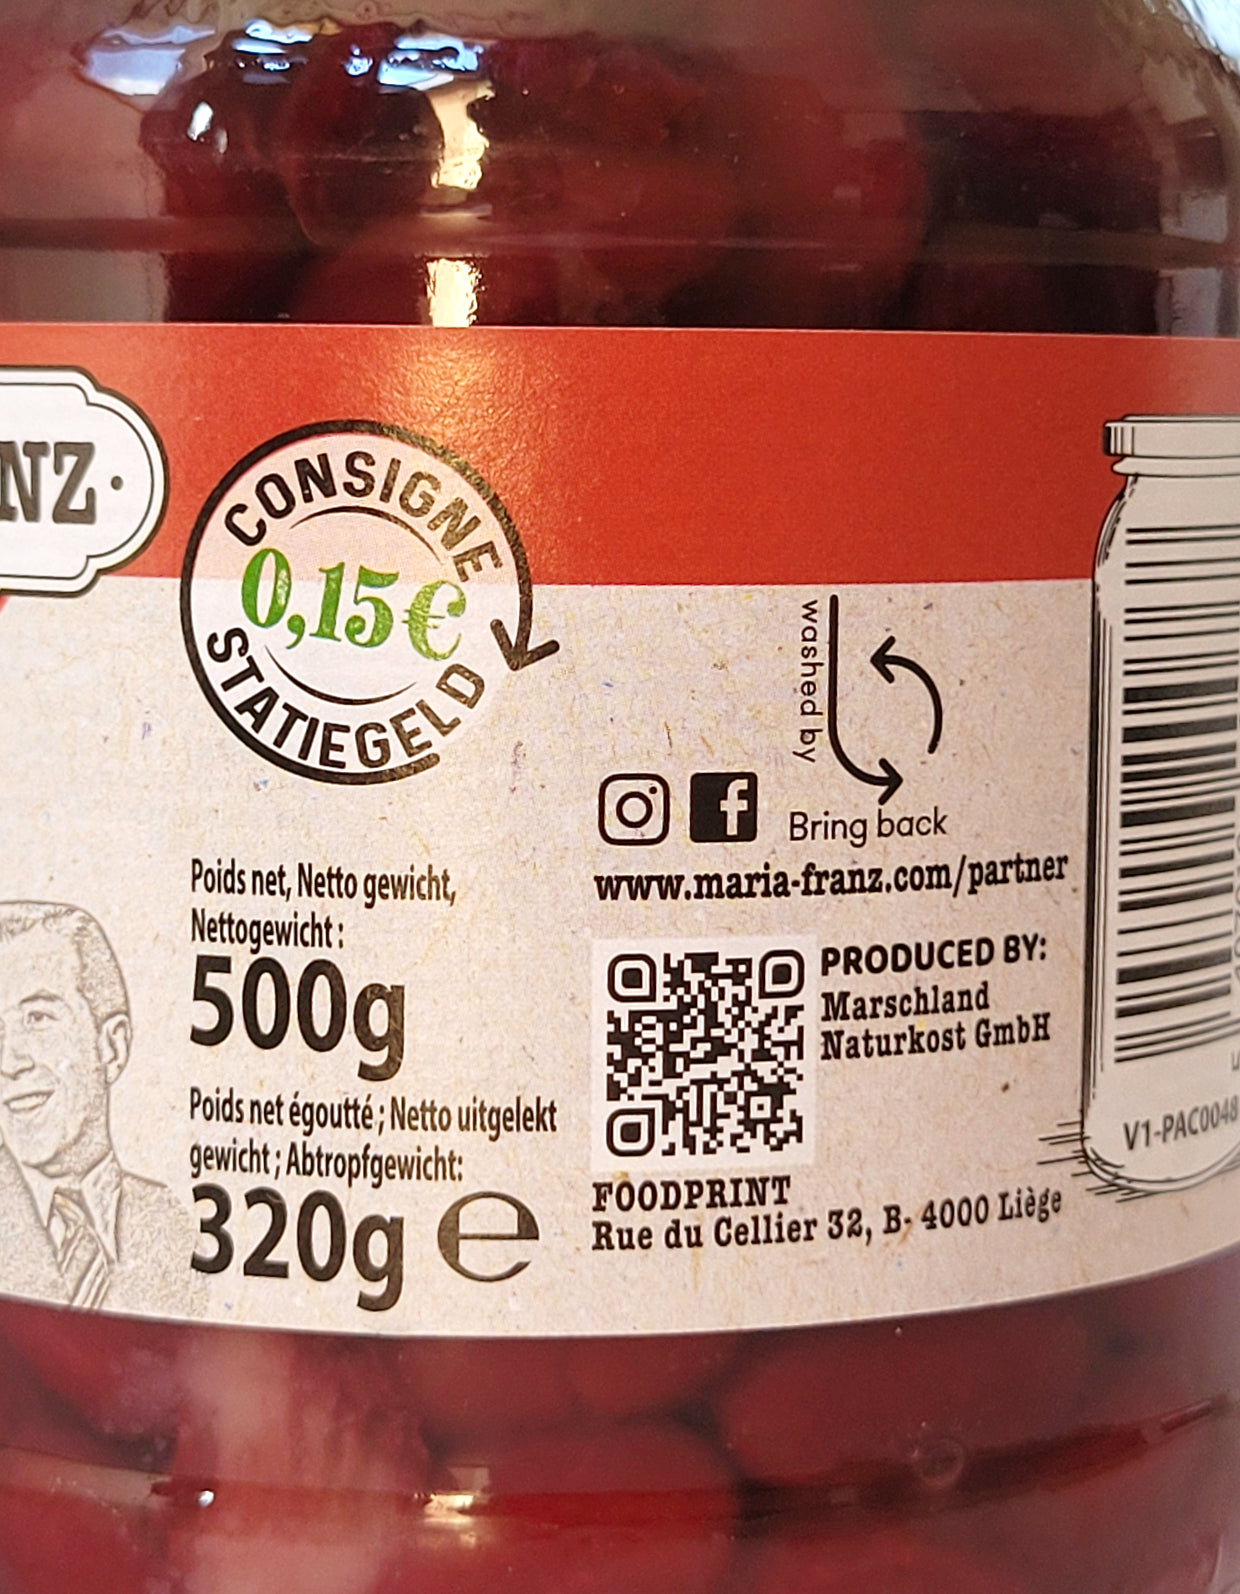 NZ·
CONSIGNE
0,15€
STATIEGELD
washed by
Bring back
www.maria-franz.com/partner
Poids net, Netto gewicht,
Nettogewicht :
500g
Poids net égoutté ; Netto uitgelekt
gewicht ; Abtropfgewicht:
320g e
PRODUCED BY:
Marschland
Naturkost GmbH
FOODPRINT
Rue du Cellier 32, B- 4000 Liège
V1-PAC0048